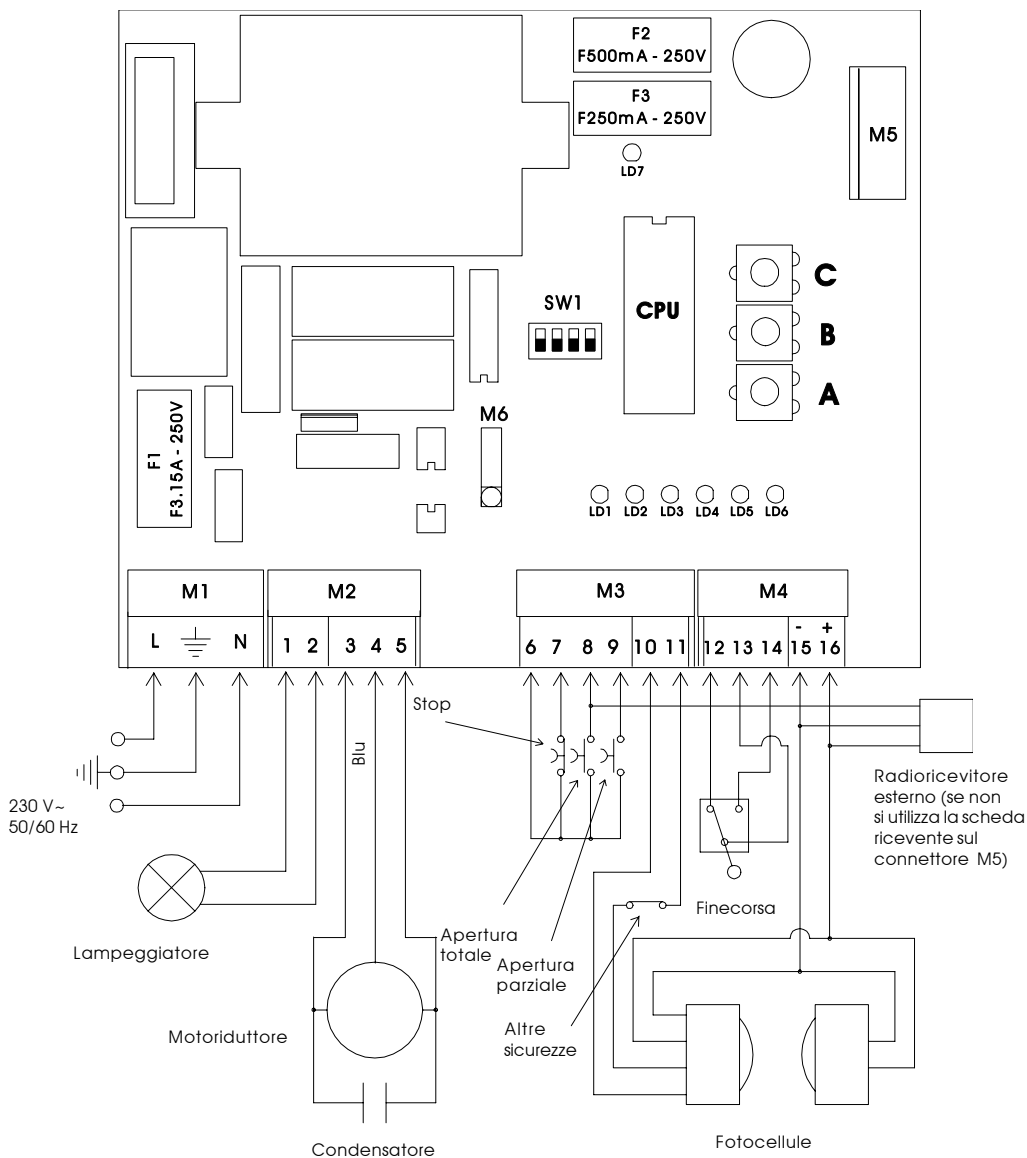 F2
F500mA - 250V
F3
F250mA - 250V
LD7
M5
C
SW1
CPU
B
A
M6
F1
F3.15A - 250V
LD1 LD2 LD3 LD4 LD5 LD6
M1 M2 M3 M4
L N 1 2 3 4 5 6 7 8 9 10 11 12 13 14 - 15 + 16
Stop
Blu
230 V~
50/60 Hz
Radioricevitore
esterno (se non
si utilizza la scheda
ricevente sul
connettore M5)
Finecorsa
Lampeggiatore
Apertura
totale
Apertura
parziale
Motoriduttore
Altre
sicurezze
Condensatore
Fotocellule